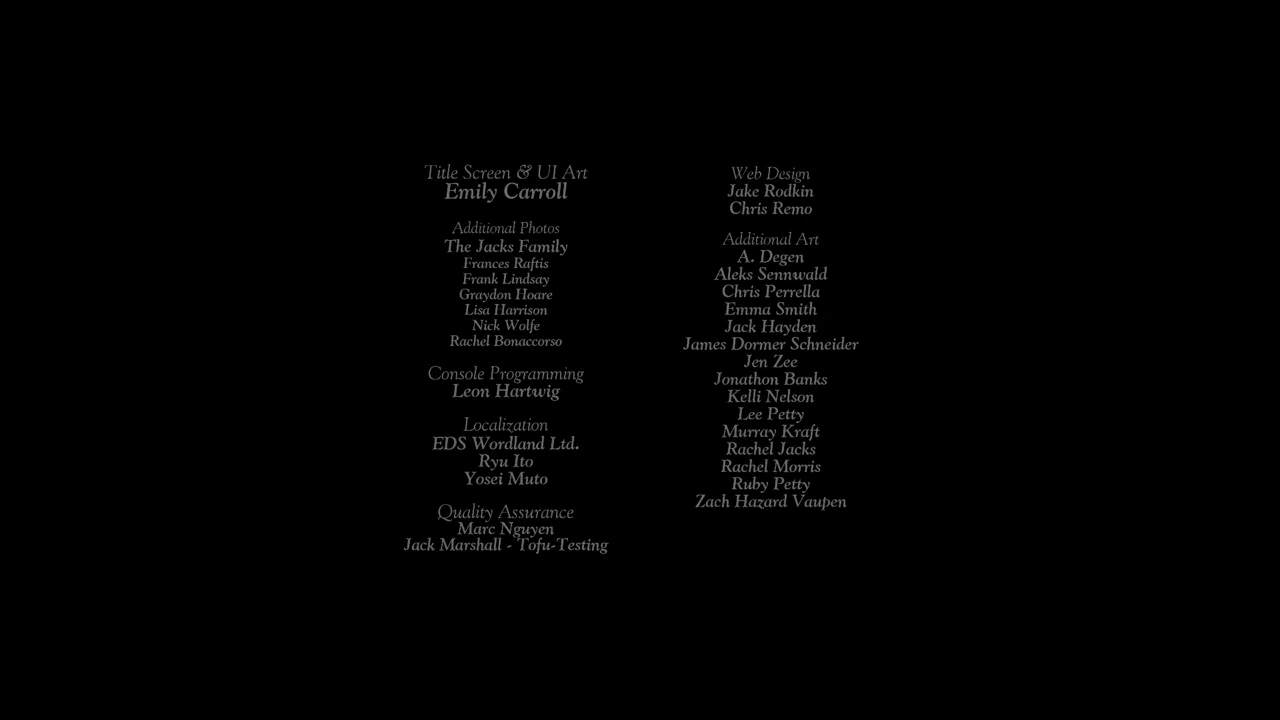 Title Screen & UI Art
Emily Carroll
Additional Photos
The Jacks Family
Frances Raftis
Frank Lindsay
Graydon Hoare
Lisa Harrison
Nick Wolfe
Rachel Bonaccorso
Console Programming
Leon Hartwig
Localization
EDS Wordland Ltd.
Ryu Ito
Yosei Muto
Quality Assurance
Marc Nguyen
Jack Marshall - Tofu-Testing
Web Design
Jake Rodkin
Chris Remo
Additional Art
A. Degen
Aleks Sennwald
Chris Perrella
Emma Smith
Jack Hayden
James Dormer Schneider
Jen Zee
Jonathon Banks
Kelli Nelson
Lee Petty
Murray Kraft
Rachel Jacks
Rachel Morris
Ruby Petty
Zach Hazard Vaupen